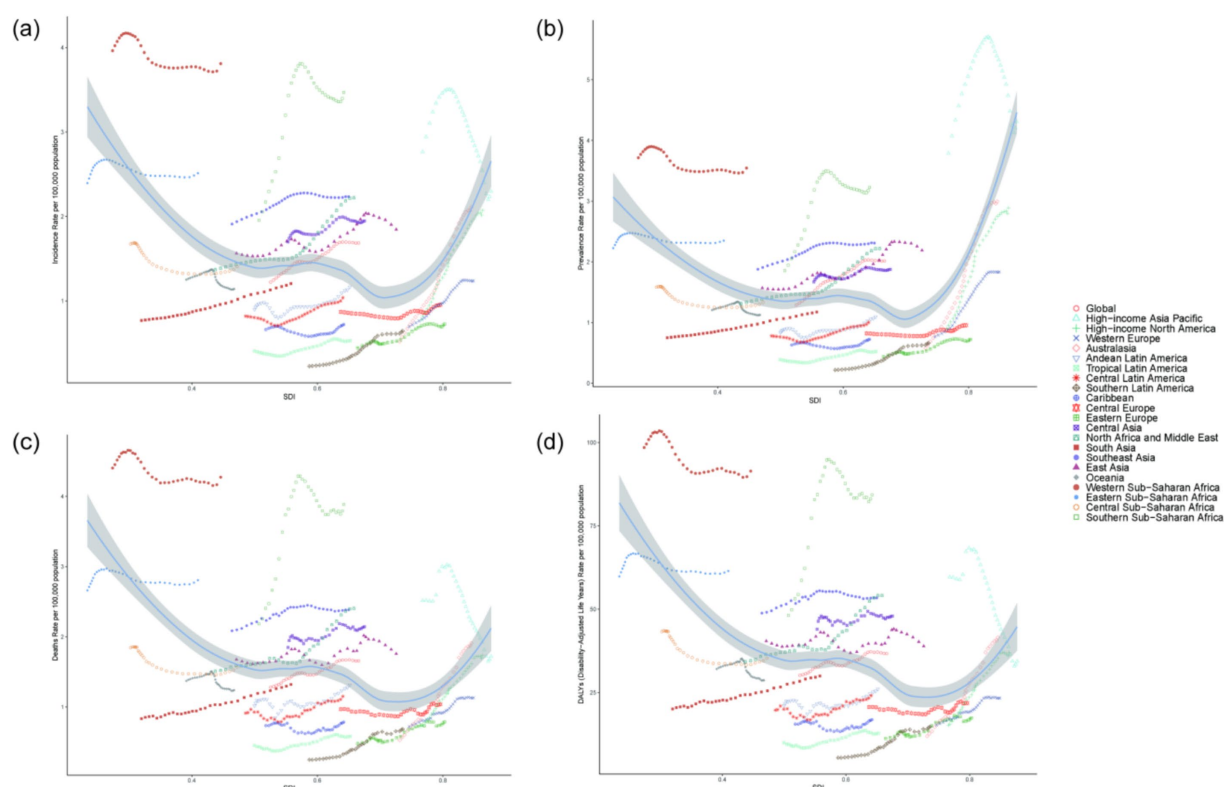 (a)
Incidence Rate per 100,000 population
4
3
2
1
0.4
0.6
0.8
SDI
(b)
Prevalence Rate per 100,000 population
5
4
3
2
1
0
0.4
0.6
0.8
SDI
(c)
Deaths Rate per 100,000 population
4
3
2
1
0.4
0.6
0.8
SDI
(d)
DALYs (Disability−Adjusted Life Years) Rate per 100,000 population
100
75
50
25
0.4
0.6
0.8
SDI
Global
High−income Asia Pacific
High−income North America
Western Europe
Australasia
Andean Latin America
Tropical Latin America
Central Latin America
Southern Latin America
Caribbean
Central Europe
Eastern Europe
Central Asia
North Africa and Middle East
South Asia
Southeast Asia
East Asia
Oceania
Western Sub−Saharan Africa
Eastern Sub−Saharan Africa
Central Sub−Saharan Africa
Southern Sub−Saharan Africa